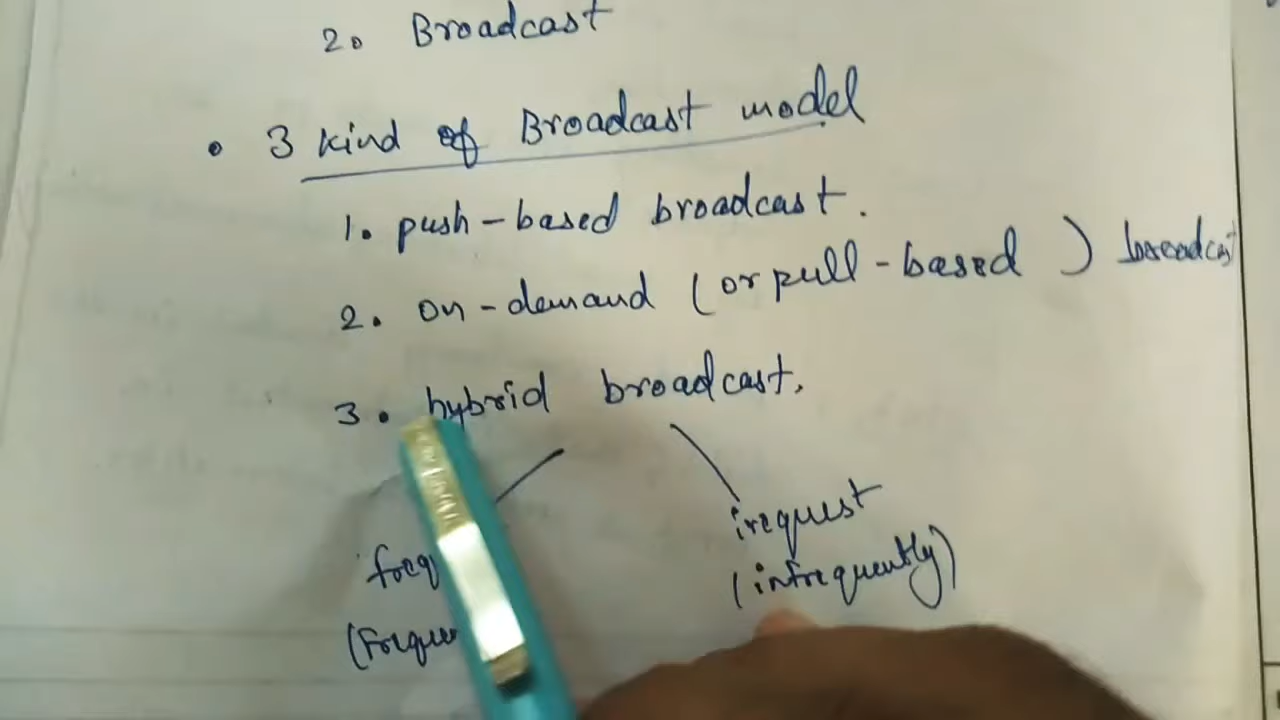 2. Broadcast
• 3 kind of Broadcast model
1. push-based broadcast.
2. on-demand (or pull-based) broadcast
3. hybrid broadcast.
irequest
(infrequently)